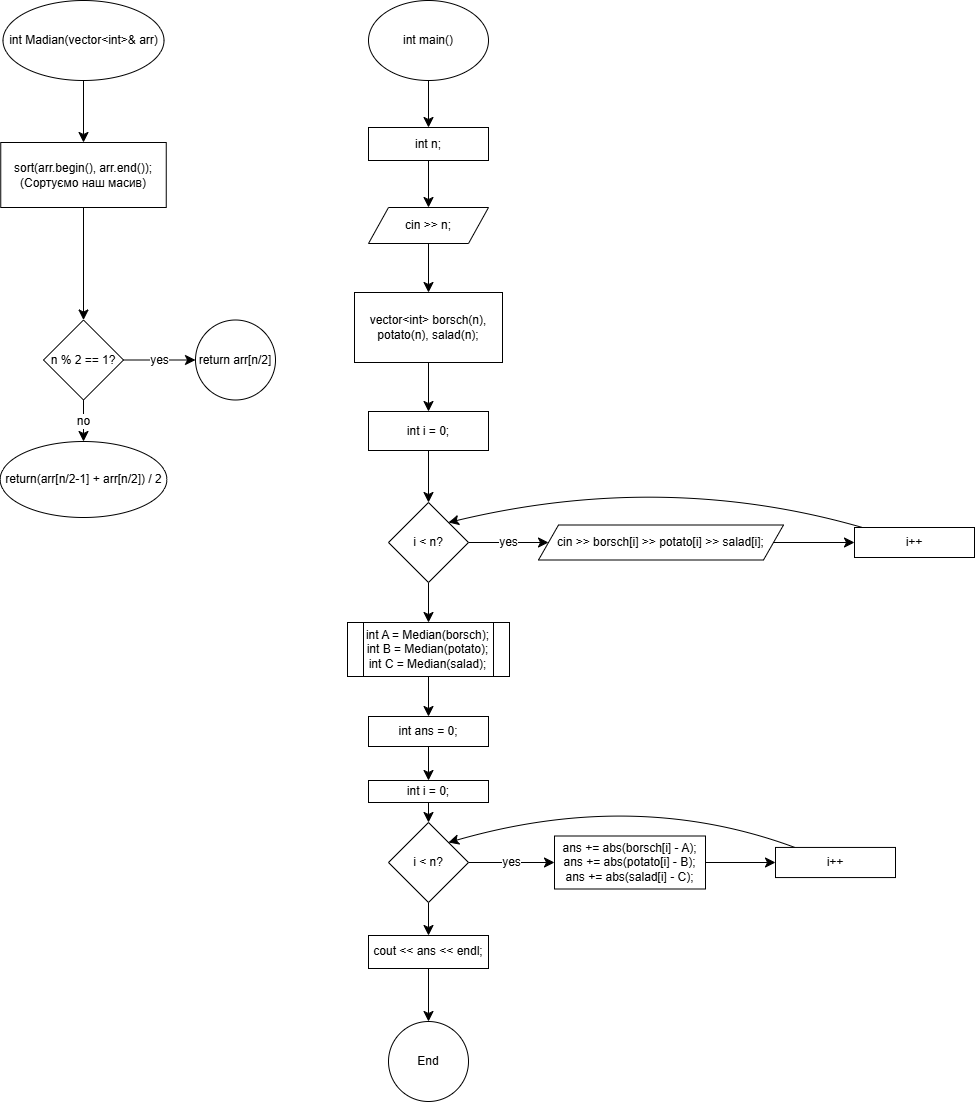 int Madian(vector<int>& arr)
sort(arr.begin(), arr.end());
(Сортуємо наш масив)
n % 2 == 1?
yes
return arr[n/2]
no
return(arr[n/2-1] + arr[n/2]) / 2
int main()
int n;
cin >> n;
vector<int> borsch(n),
potato(n), salad(n);
int i = 0;
i < n?
yes
cin >> borsch[i] >> potato[i] >> salad[i];
i++
int A = Median(borsch);
int B = Median(potato);
int C = Median(salad);
int ans = 0;
int i = 0;
i < n?
yes
ans += abs(borsch[i] - A);
ans += abs(potato[i] - B);
ans += abs(salad[i] - C);
i++
cout << ans << endl;
End